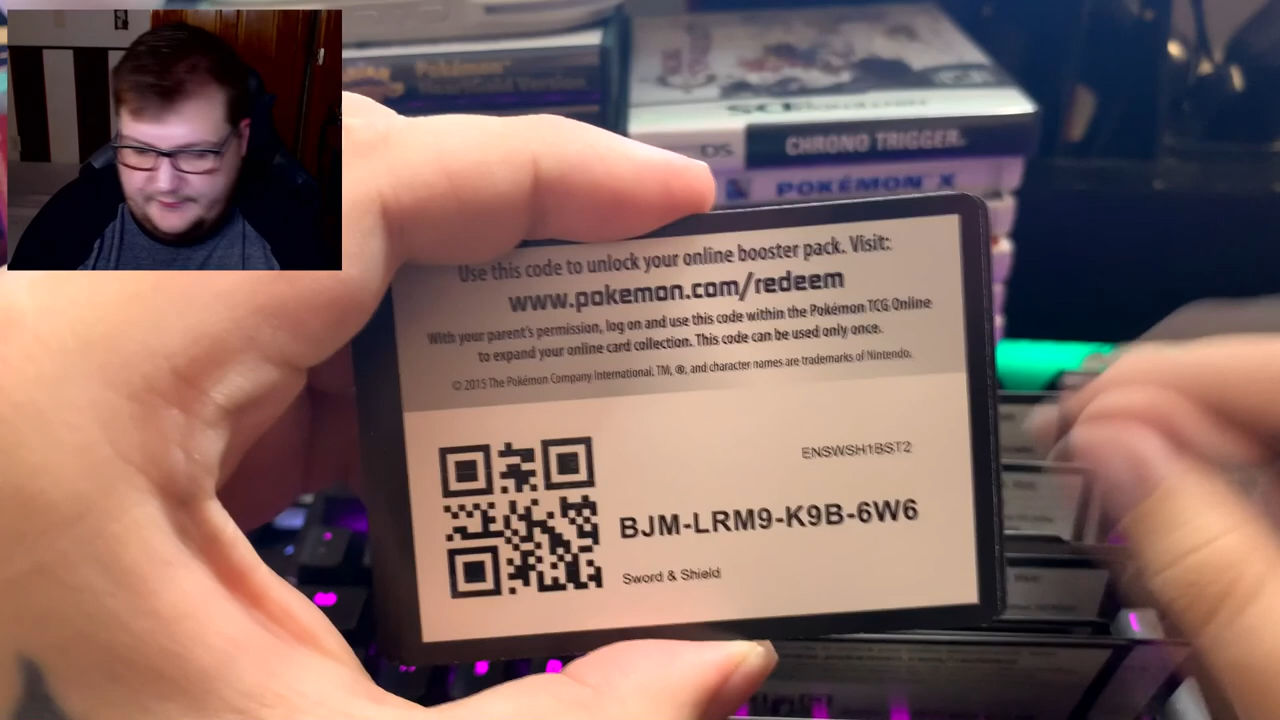 Pokémon
HeartGold Version
DS
CHRONO TRIGGER.
POKÉMON X
Use this code to unlock your online booster pack. Visit:
www.pokemon.com/redeem
With your parent's permission, log on and use this code within the Pokémon TCG Online
to expand your online card collection. This code can be used only once.
© 2015 The Pokémon Company International. TM, ®, and character names are trademarks of Nintendo.
ENSWSH1BST2
BJM-LRM9-K9B-6W6
Sword & Shield